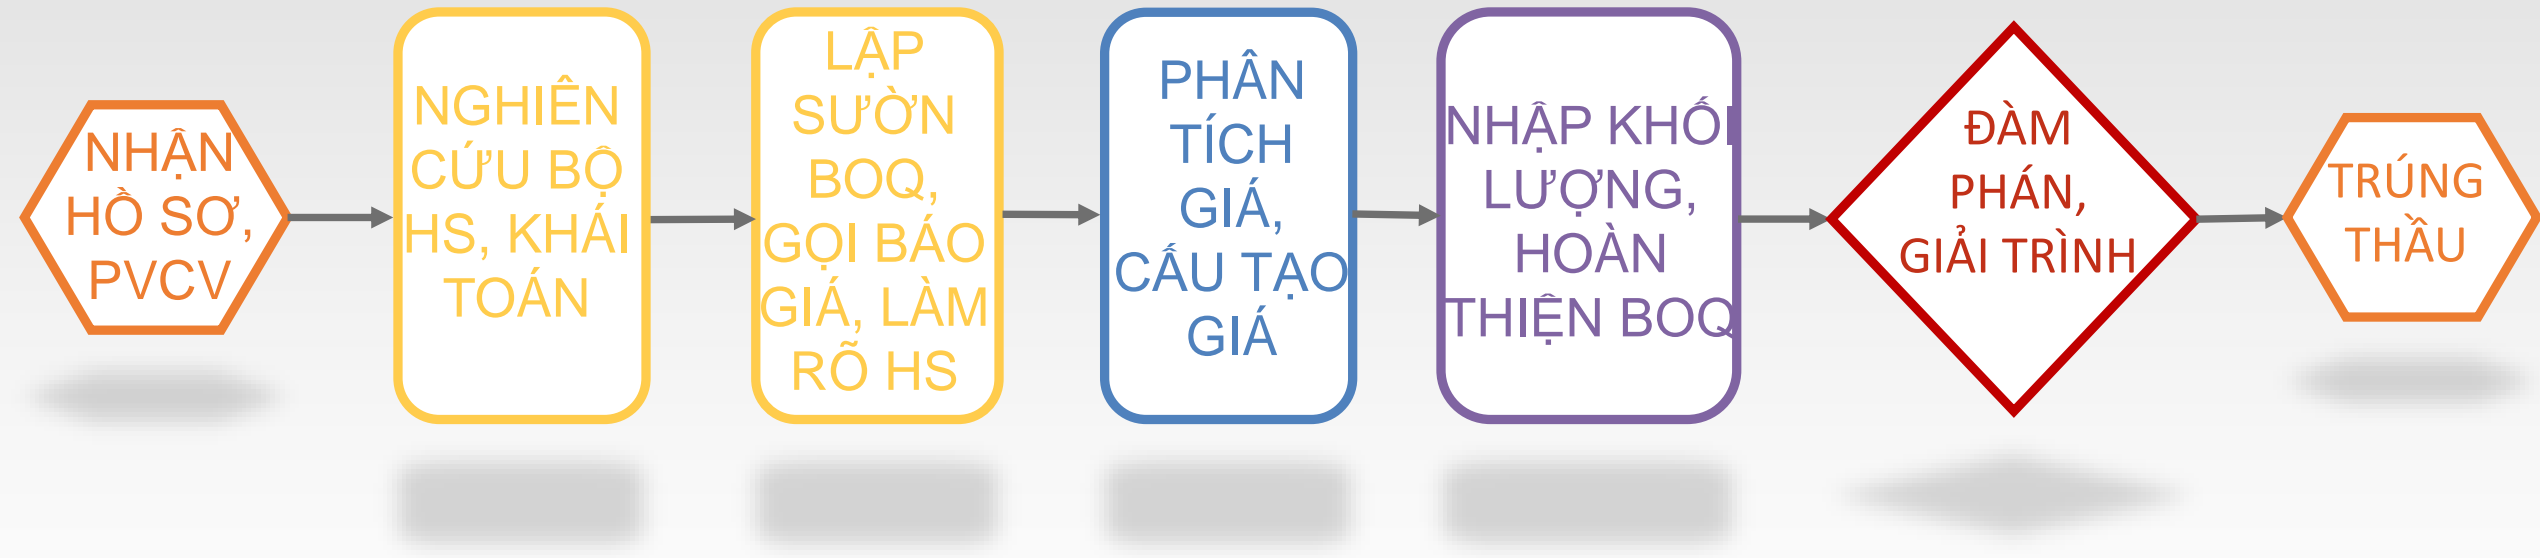 NHẬN
HỒ SƠ,
PVCV
NGHIÊN
CỨU BỘ
HS, KHÁI
TOÁN
LẬP
SƯỜN
BOQ,
GỌI BÁO
GIÁ, LÀM
RÕ HS
PHÂN
TÍCH
GIÁ,
CẤU TẠO
GIÁ
NHẬP KHỐI
LƯỢNG,
HOÀN
THIỆN BOQ
ĐÀM
PHÁN,
GIẢI TRÌNH
TRÚNG
THẦU